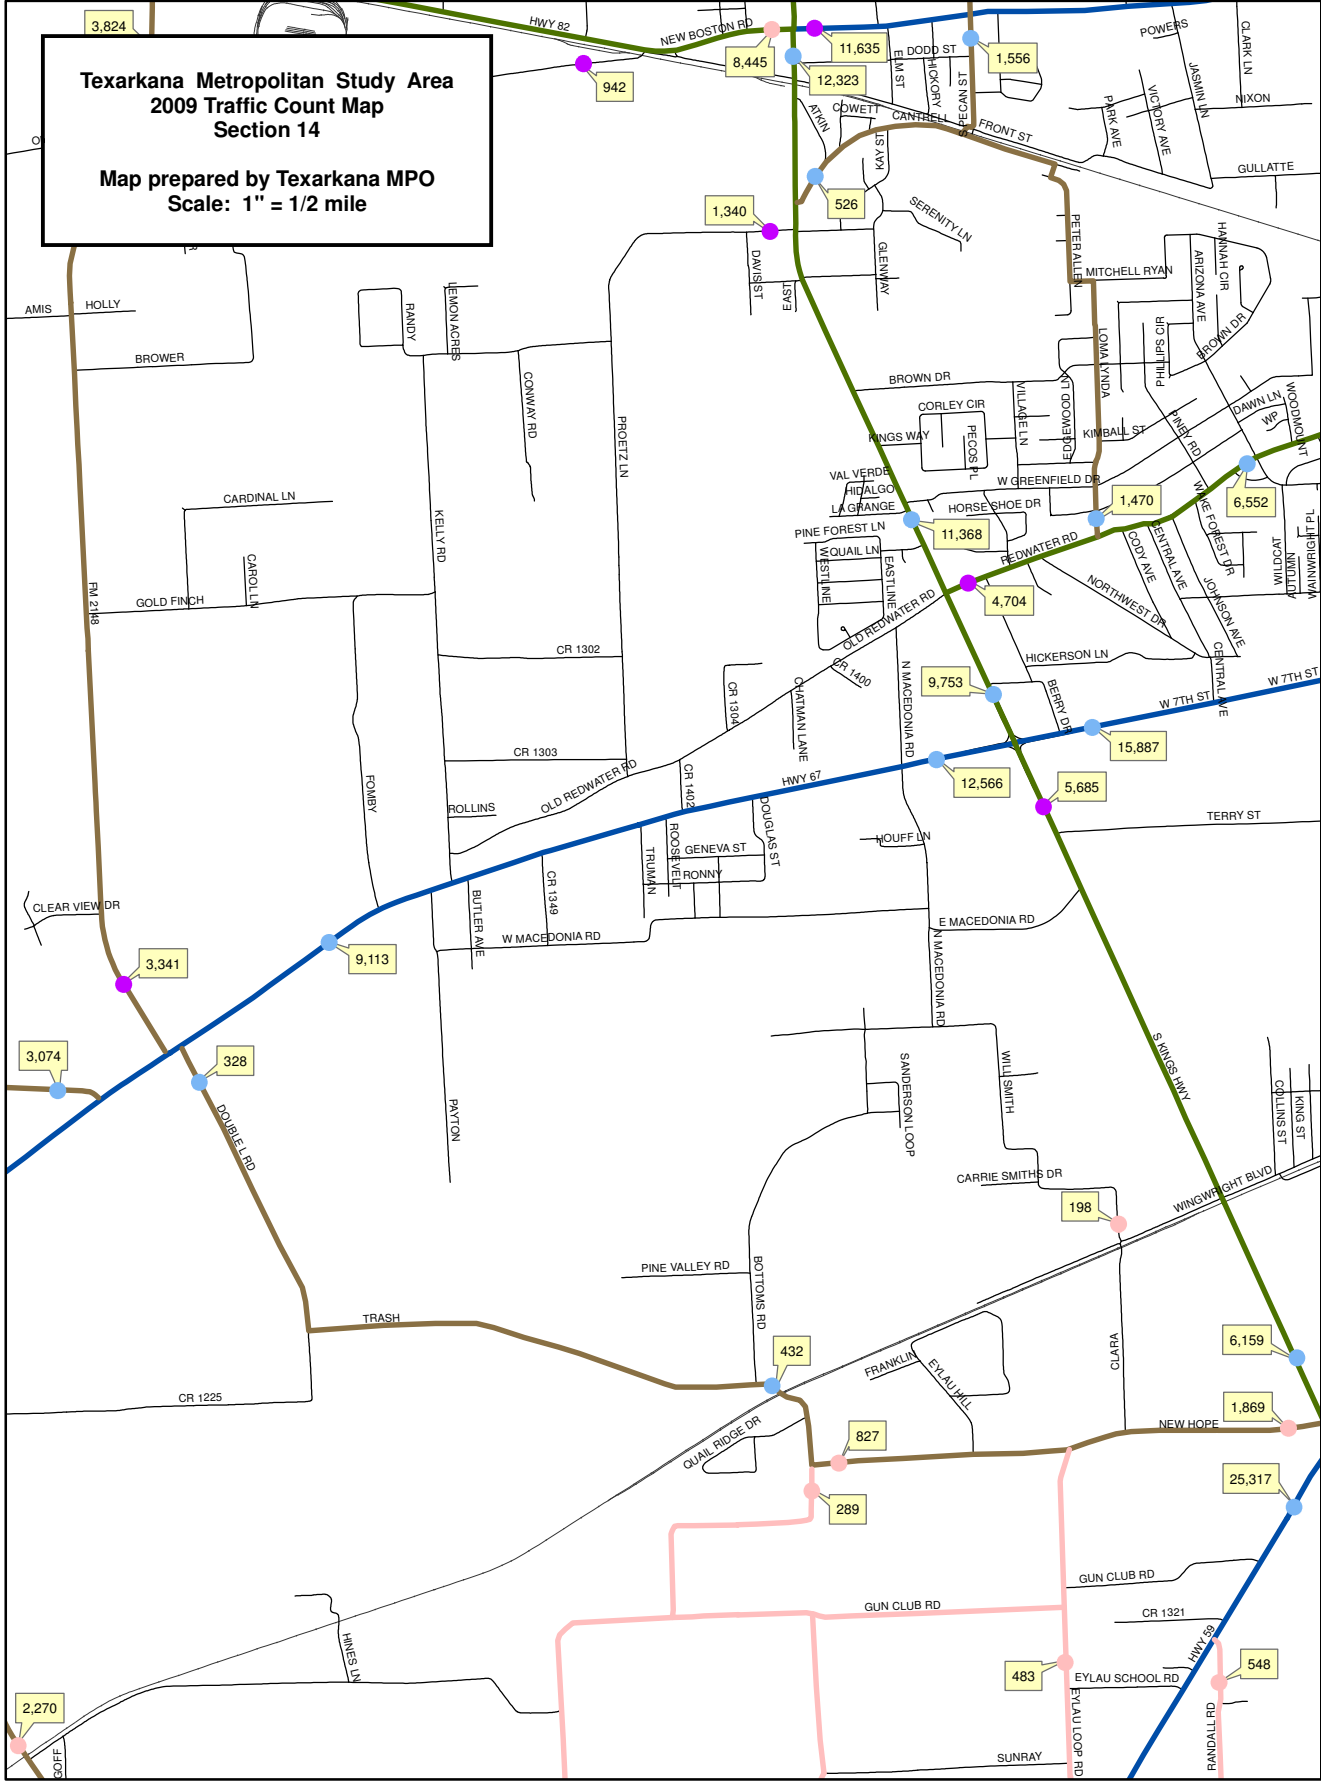 3,824
HWY 82
NEW BOSTON RD
8,445
11,635
12,323
942
1,556
POWERS
CLARK LN
DODD ST
ELM ST
HICKORY
S PECAN ST
JASMIN LN
NIXON
PARK AVE
VICTORY AVE
ATKIN
COWETT
CANTRELL
FRONT ST
KAY ST
GULLATTE
Texarkana Metropolitan Study Area
2009 Traffic Count Map
Section 14
Map prepared by Texarkana MPO
Scale: 1" = 1/2 mile
526
1,340
SERENITY LN
GLENWAY
DAVIS ST
EAST
PETER ALLEN
MITCHELL RYAN
HANNAH CIR
ARIZONA AVE
AMIS
HOLLY
BROWER
RANDY
LEMON ACRES
CONWAY RD
PROETZ LN
LOMA LYNDA
PHILLIPS CIR
BROWN DR
BROWN DR
CORLEY CIR
VILLAGE LN
EDGEWOOD LN
KINGS WAY
PECOS PL
KIMBALL ST
PINEY RD
DAWN LN
WP
WOODMOUNT
VAL VERDE
HIDALGO
LA GRANGE
W GREENFIELD DR
HORSE SHOE DR
1,470
6,552
11,368
CARDINAL LN
KELLY RD
PINE FOREST LN
QUAIL LN
WESTLINE
EASTLINE
REDWATER RD
WAKE FOREST DR
CODY AVE
CENTRAL AVE
WILDCAT
AUTUMN
WAINWRIGHT PL
CAROL LN
GOLD FINCH
FM 2148
4,704
NORTHWEST DR
JOHNSON AVE
OLD REDWATER RD
CR 1302
CR 1400
HICKERSON LN
CENTRAL AVE
9,753
N MACEDONIA RD
BERRY DR
W 7TH ST
W 7TH ST
CR 1304
CHATMAN LANE
CR 1303
OLD REDWATER RD
CR 1402
HWY 67
15,887
12,566
5,685
FOMBY
ROLLINS
DOUGLAS ST
TERRY ST
HOUFF LN
GENEVA ST
ROOSEVELT
TRUMAN
RONNY
CR 1349
BUTLER AVE
CLEAR VIEW DR
W MACEDONIA RD
E MACEDONIA RD
N MACEDONIA RD
9,113
3,341
3,074
328
DOUBLE L RD
PAYTON
SANDERSON LOOP
WILL SMITH
S KINGS HWY
COLLINS ST
KING ST
CARRIE SMITHS DR
WINGWRIGHT BLVD
198
PINE VALLEY RD
BOTTOMS RD
TRASH
CLARA
432
FRANKLIN
EYLAU HILL
6,159
CR 1225
1,869
NEW HOPE
QUAIL RIDGE DR
827
25,317
289
GUN CLUB RD
GUN CLUB RD
CR 1321
HINES LN
HWY 59
483
EYLAU SCHOOL RD
548
2,270
EYLAU LOOP RD
RANDALL RD
GOFF
SUNRAY